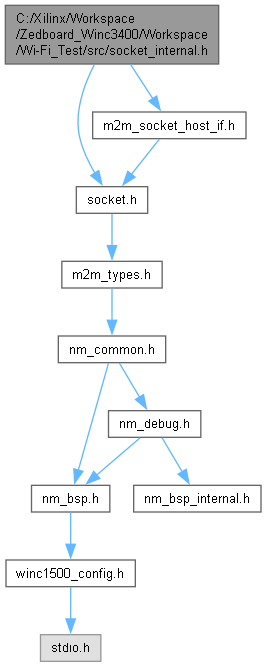 C:/Xilinx/Workspace
/Zedboard_Winc3400/Workspace
/Wi-Fi_Test/src/socket_internal.h
m2m_socket_host_if.h
socket.h
m2m_types.h
nm_common.h
nm_debug.h
nm_bsp.h
nm_bsp_internal.h
winc1500_config.h
stdio.h